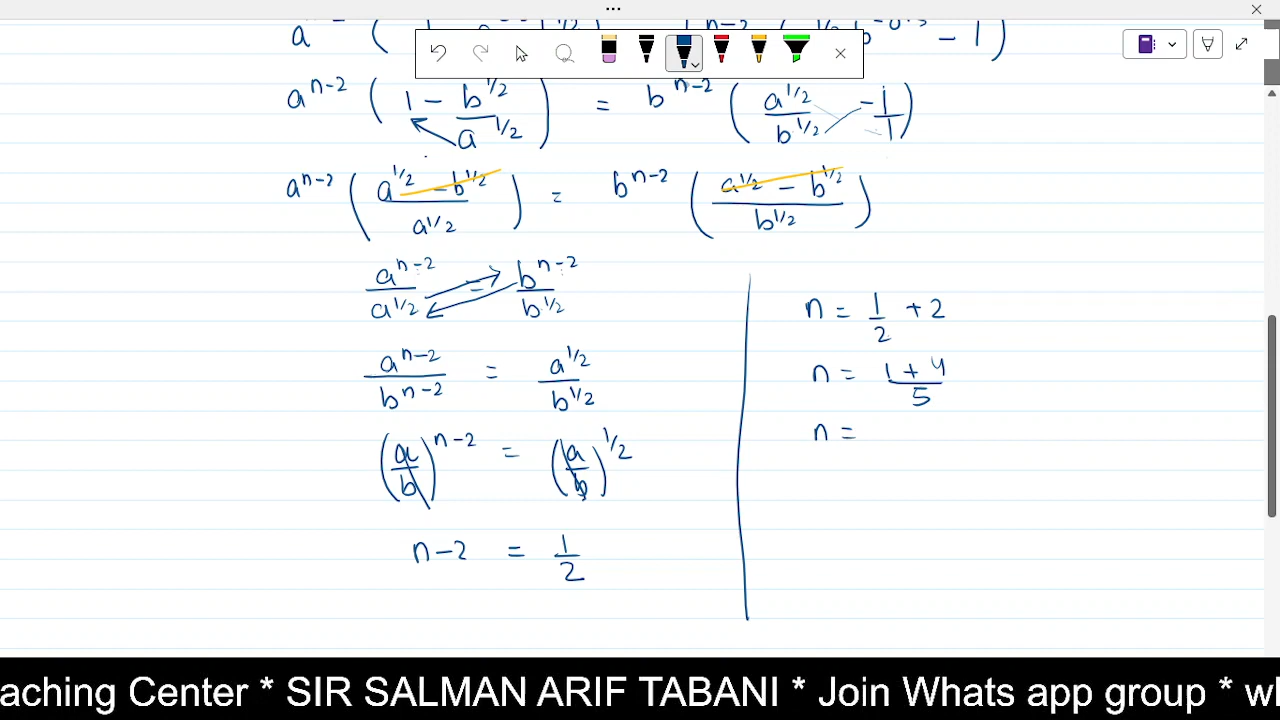 a^(n-2) (1 - b^(1/2)/a^(1/2)) = b^(n-2) (a^(1/2)/b^(1/2) - 1/1)
a^(n-2) ((a^(1/2) - b^(1/2))/a^(1/2)) = b^(n-2) ((a^(1/2) - b^(1/2))/b^(1/2))
a^(n-2)/a^(1/2) = b^(n-2)/b^(1/2)
a^(n-2)/b^(n-2) = a^(1/2)/b^(1/2)
(a/b)^(n-2) = (a/b)^(1/2)
n-2 = 1/2
n = 1/2 + 2
n = (1+4)/5
n =
aching Center * SIR SALMAN ARIF TABANI * Join Whats app group * w